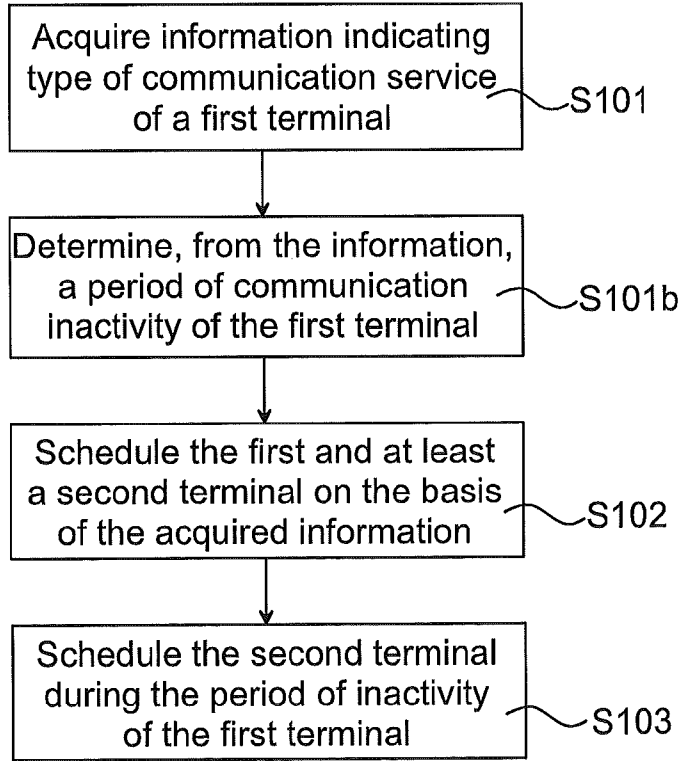 Acquire information indicating
type of communication service
of a first terminal
S101
Determine, from the information,
a period of communication
inactivity of the first terminal
S101b
Schedule the first and at least
a second terminal on the basis
of the acquired information
S102
Schedule the second terminal
during the period of inactivity
of the first terminal
S103